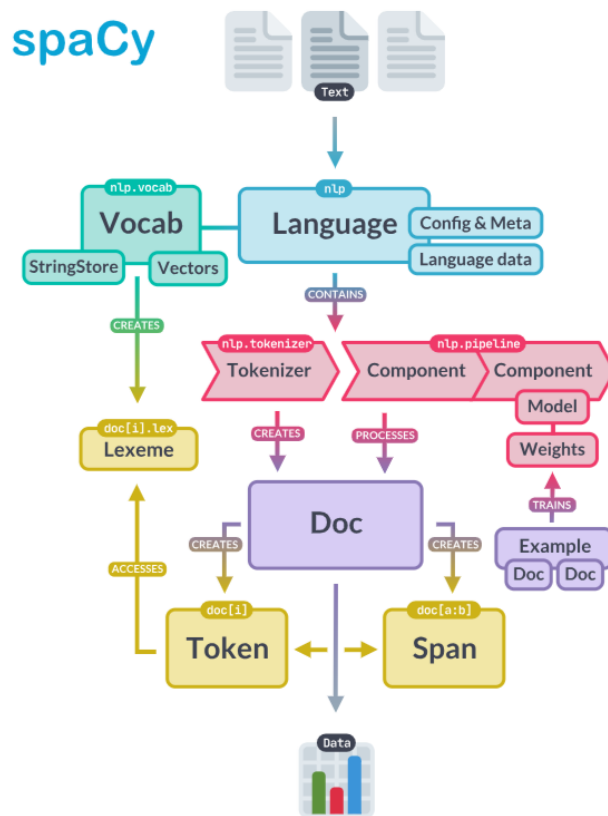 spaCy
Text
nlp.vocab
nlp
Vocab
Language
Config & Meta
StringStore
Vectors
Language data
CONTAINS
CREATES
nlp.tokenizer
nlp.pipeline
Tokenizer
Component
Component
Model
doc[i].lex
CREATES
PROCESSES
Lexeme
Weights
TRAINS
Doc
CREATES
CREATES
Example
ACCESSES
Doc
Doc
doc[i]
doc[a:b]
Token
Span
Data